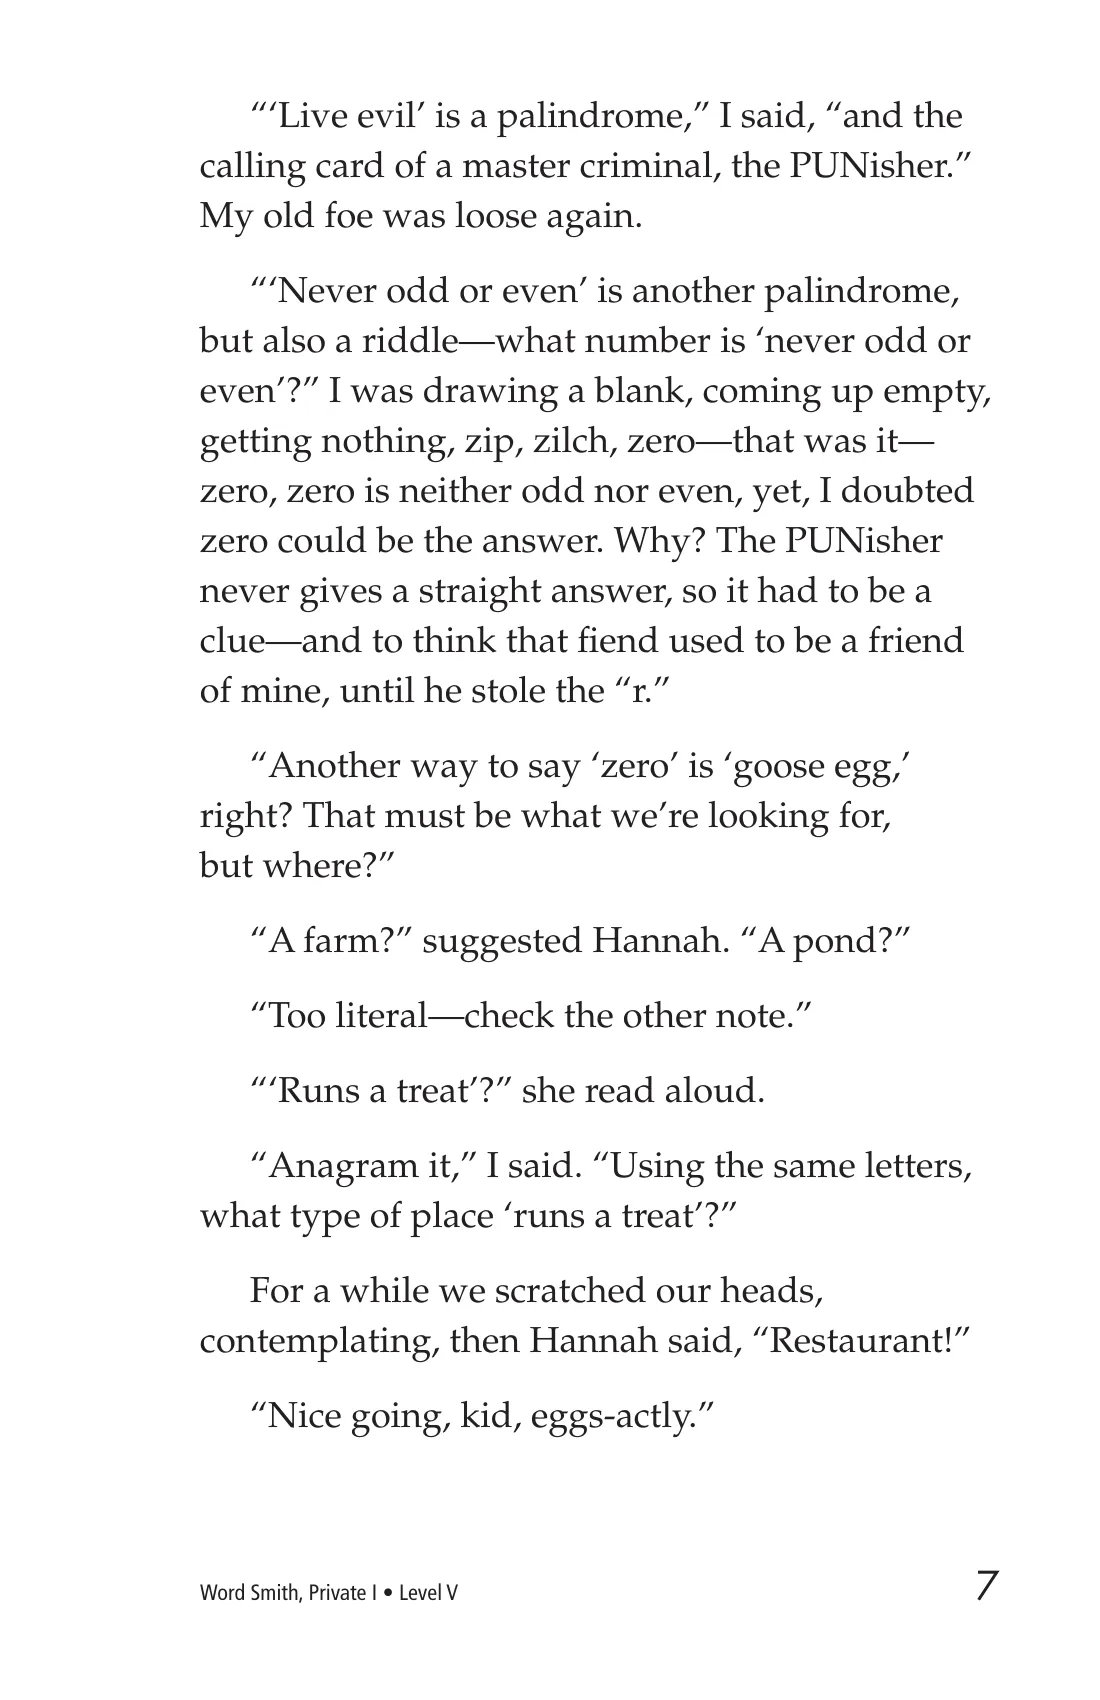 “‘Live evil’ is a palindrome,” I said, “and the
calling card of a master criminal, the PUNisher.”
My old foe was loose again.
“‘Never odd or even’ is another palindrome,
but also a riddle—what number is ‘never odd or
even’?” I was drawing a blank, coming up empty,
getting nothing, zip, zilch, zero—that was it—
zero, zero is neither odd nor even, yet, I doubted
zero could be the answer. Why? The PUNisher
never gives a straight answer, so it had to be a
clue—and to think that fiend used to be a friend
of mine, until he stole the “r.”
“Another way to say ‘zero’ is ‘goose egg,’
right? That must be what we’re looking for,
but where?”
“A farm?” suggested Hannah. “A pond?”
“Too literal—check the other note.”
“‘Runs a treat’?” she read aloud.
“Anagram it,” I said. “Using the same letters,
what type of place ‘runs a treat’?”
For a while we scratched our heads,
contemplating, then Hannah said, “Restaurant!”
“Nice going, kid, eggs-actly.”
Word Smith, Private I • Level V
7